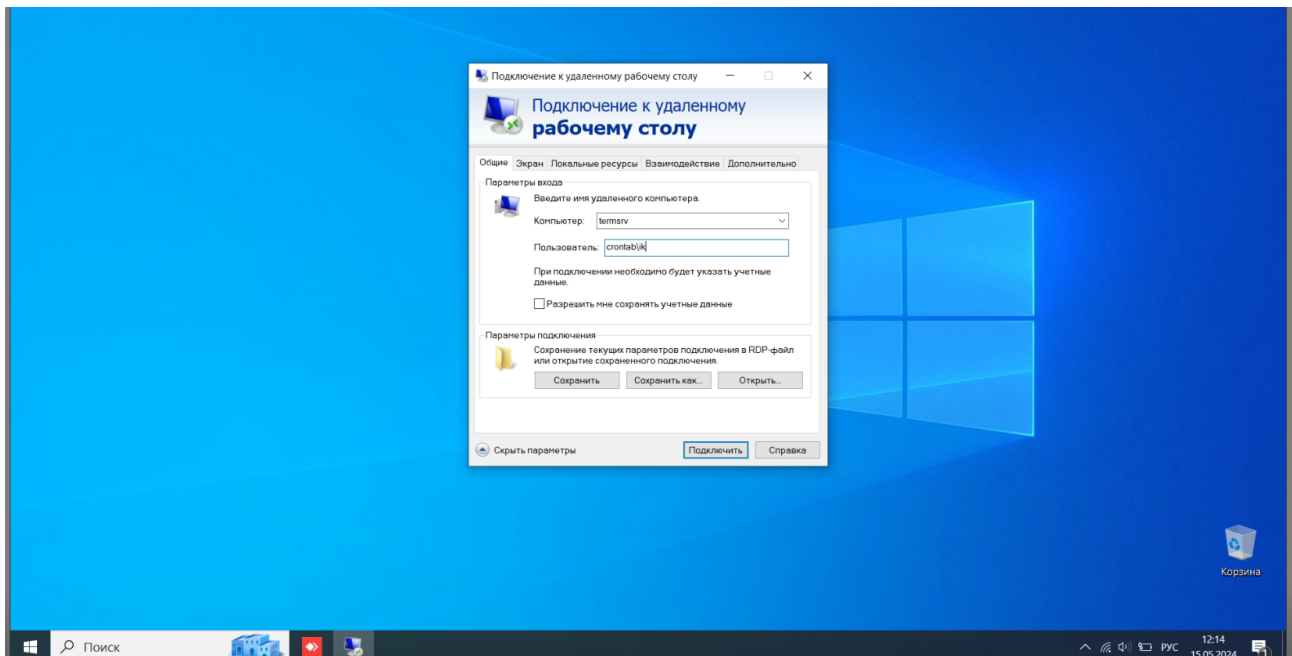 Подключение к удаленному рабочему столу
Подключение к удаленному
рабочему столу
Общие Экран Локальные ресурсы Взаимодействие Дополнительно
Параметры входа
Введите имя удаленного компьютера.
Компьютер: termsrv
Пользователь: crontab\ik
При подключении необходимо будет указать учетные
данные.
Разрешить мне сохранять учетные данные
Параметры подключения
Сохранение текущих параметров подключения в RDP-файл
или открытие сохраненного подключения.
Сохранить Сохранить как... Открыть...
Скрыть параметры Подключить Справка
Корзина
Поиск РУС 12:14
15.05.2024 1